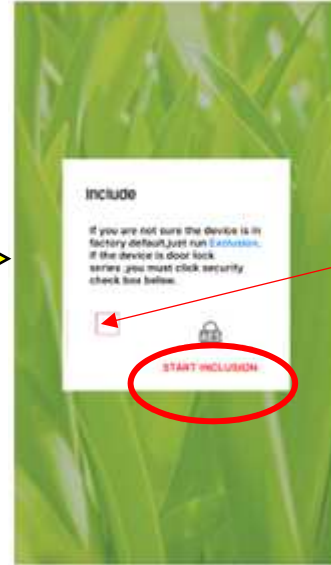 Include
If you are not sure the device is in
factory default,just run Exclusion.
If the device is door lock
series ,you must click security
check box below.
START INCLUSION